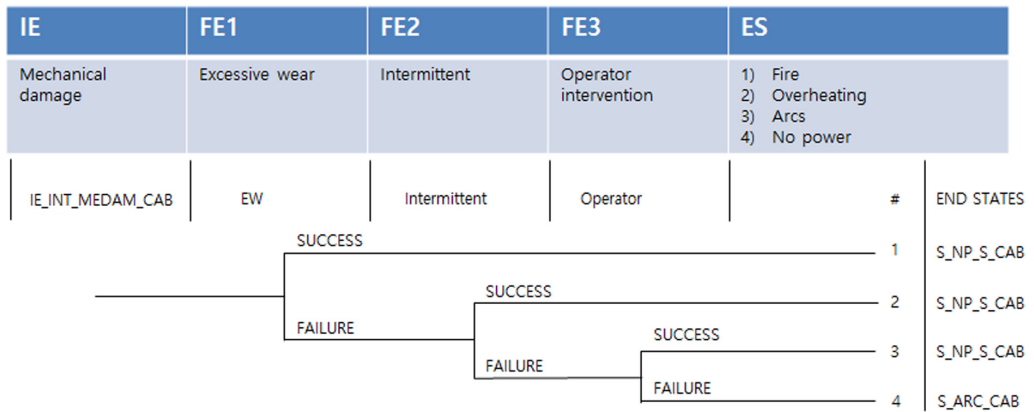 IE FE1 FE2 FE3 ES
Mechanical damage Excessive wear Intermittent Operator intervention 1) Fire
2) Overheating
3) Arcs
4) No power
IE_INT_MEDAM_CAB EW Intermittent Operator # END STATES
SUCCESS 1 S_NP_S_CAB
SUCCESS 2 S_NP_S_CAB
FAILURE
SUCCESS 3 S_NP_S_CAB
FAILURE
FAILURE 4 S_ARC_CAB